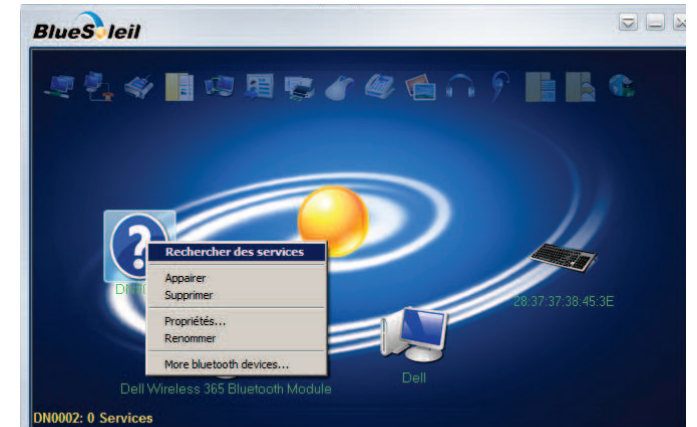 BlueSoleil
Rechercher des services
Appairer
Supprimer
Propriétés...
Renommer
More bluetooth devices...
28:37:37:38:45:3E
Dell
Dell Wireless 365 Bluetooth Module
DN0002: 0 Services